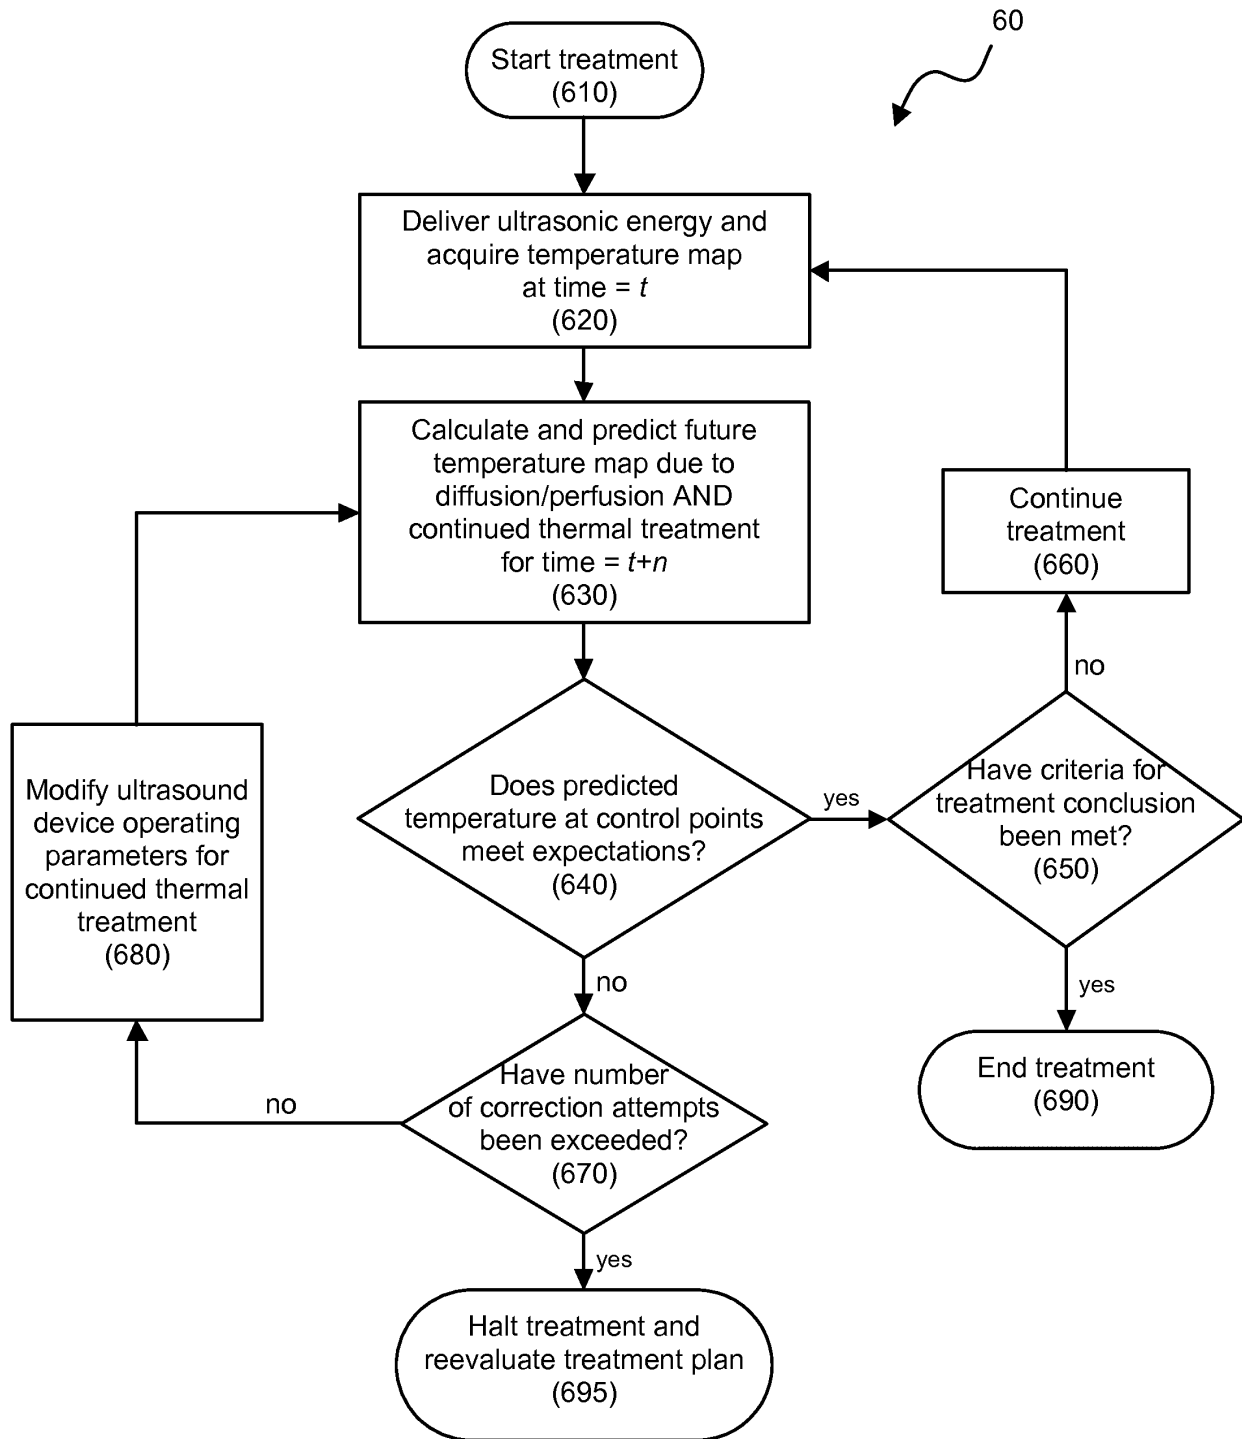 60
Start treatment
(610)
Deliver ultrasonic energy and
acquire temperature map
at time = t
(620)
Calculate and predict future
temperature map due to
diffusion/perfusion AND
continued thermal treatment
for time = t+n
(630)
Continue
treatment
(660)
no
Does predicted
temperature at control points
meet expectations?
(640)
yes
Have criteria for
treatment conclusion
been met?
(650)
Modify ultrasound
device operating
parameters for
continued thermal
treatment
(680)
no
yes
End treatment
(690)
Have number
of correction attempts
been exceeded?
(670)
no
yes
Halt treatment and
reevaluate treatment plan
(695)